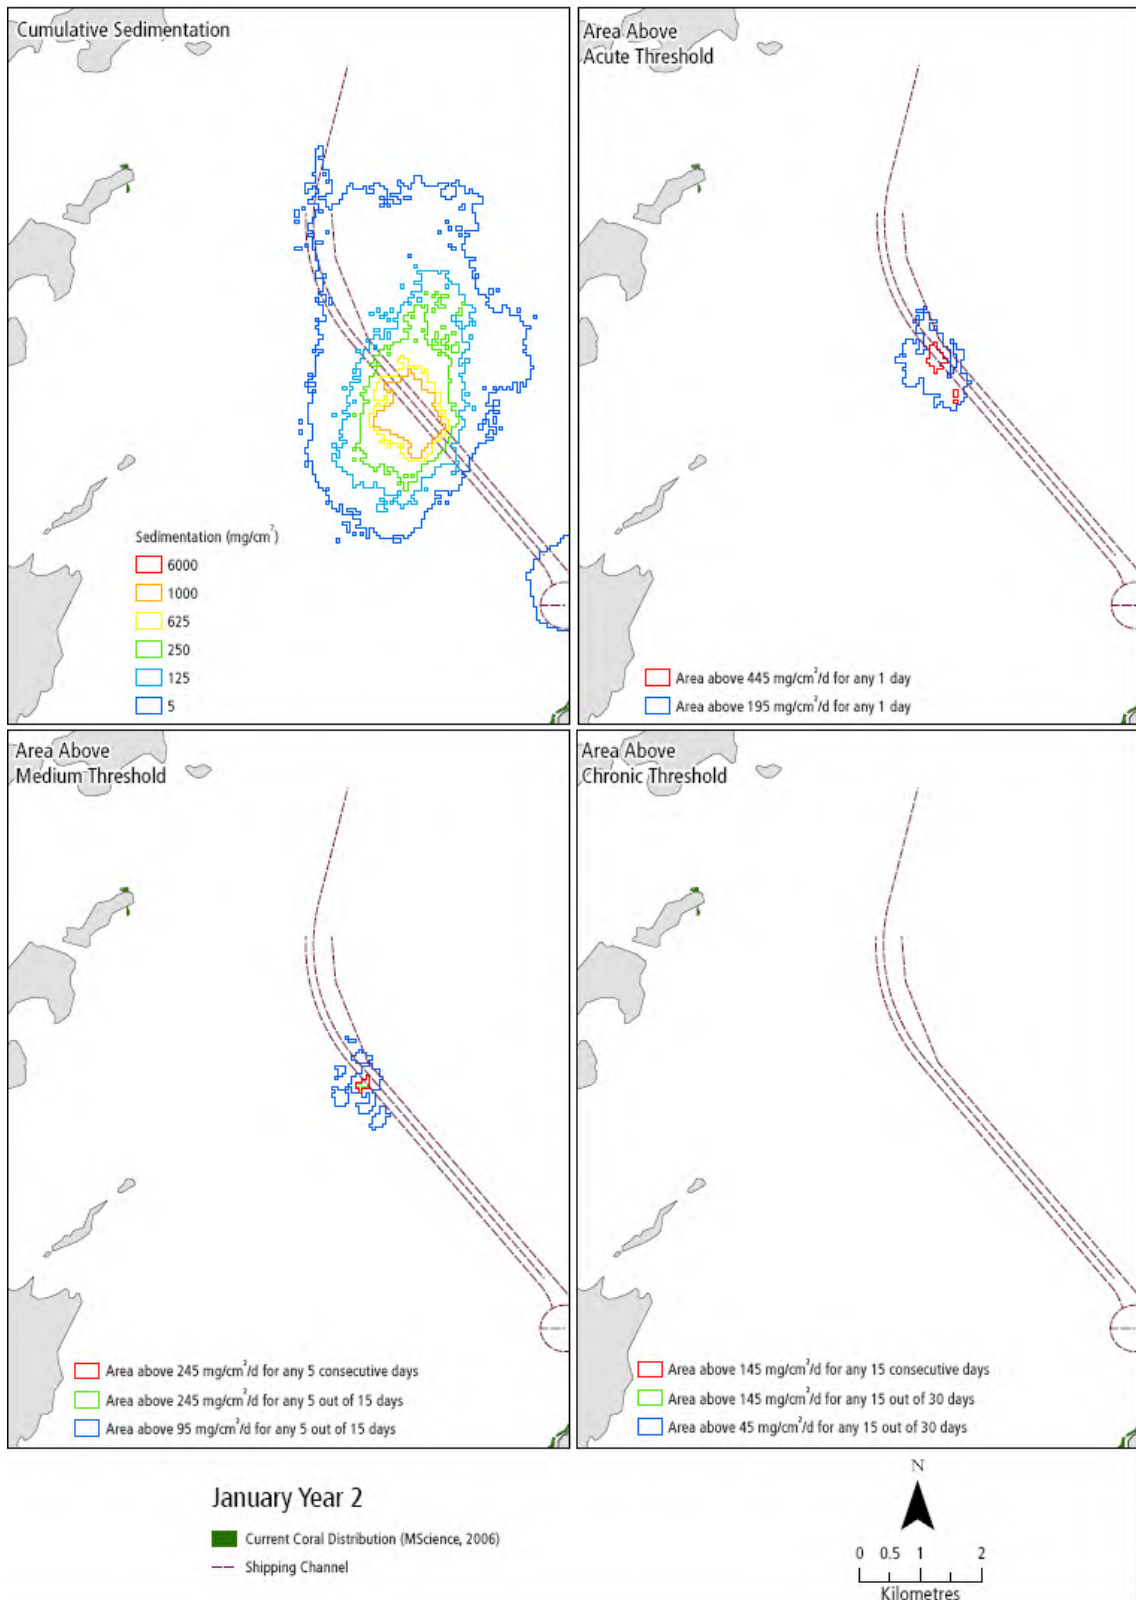 Cumulative Sedimentation
Sedimentation (mg/cm²)
6000
1000
625
250
125
5
Area Above
Acute Threshold
Area above 445 mg/cm²/d for any 1 day
Area above 195 mg/cm²/d for any 1 day
Area Above
Medium Threshold
Area above 245 mg/cm²/d for any 5 consecutive days
Area above 245 mg/cm²/d for any 5 out of 15 days
Area above 95 mg/cm²/d for any 5 out of 15 days
Area Above
Chronic Threshold
Area above 145 mg/cm²/d for any 15 consecutive days
Area above 145 mg/cm²/d for any 15 out of 30 days
Area above 45 mg/cm²/d for any 15 out of 30 days
January Year 2
Current Coral Distribution (MScience, 2006)
Shipping Channel
N
0 0.5 1 2
Kilometres